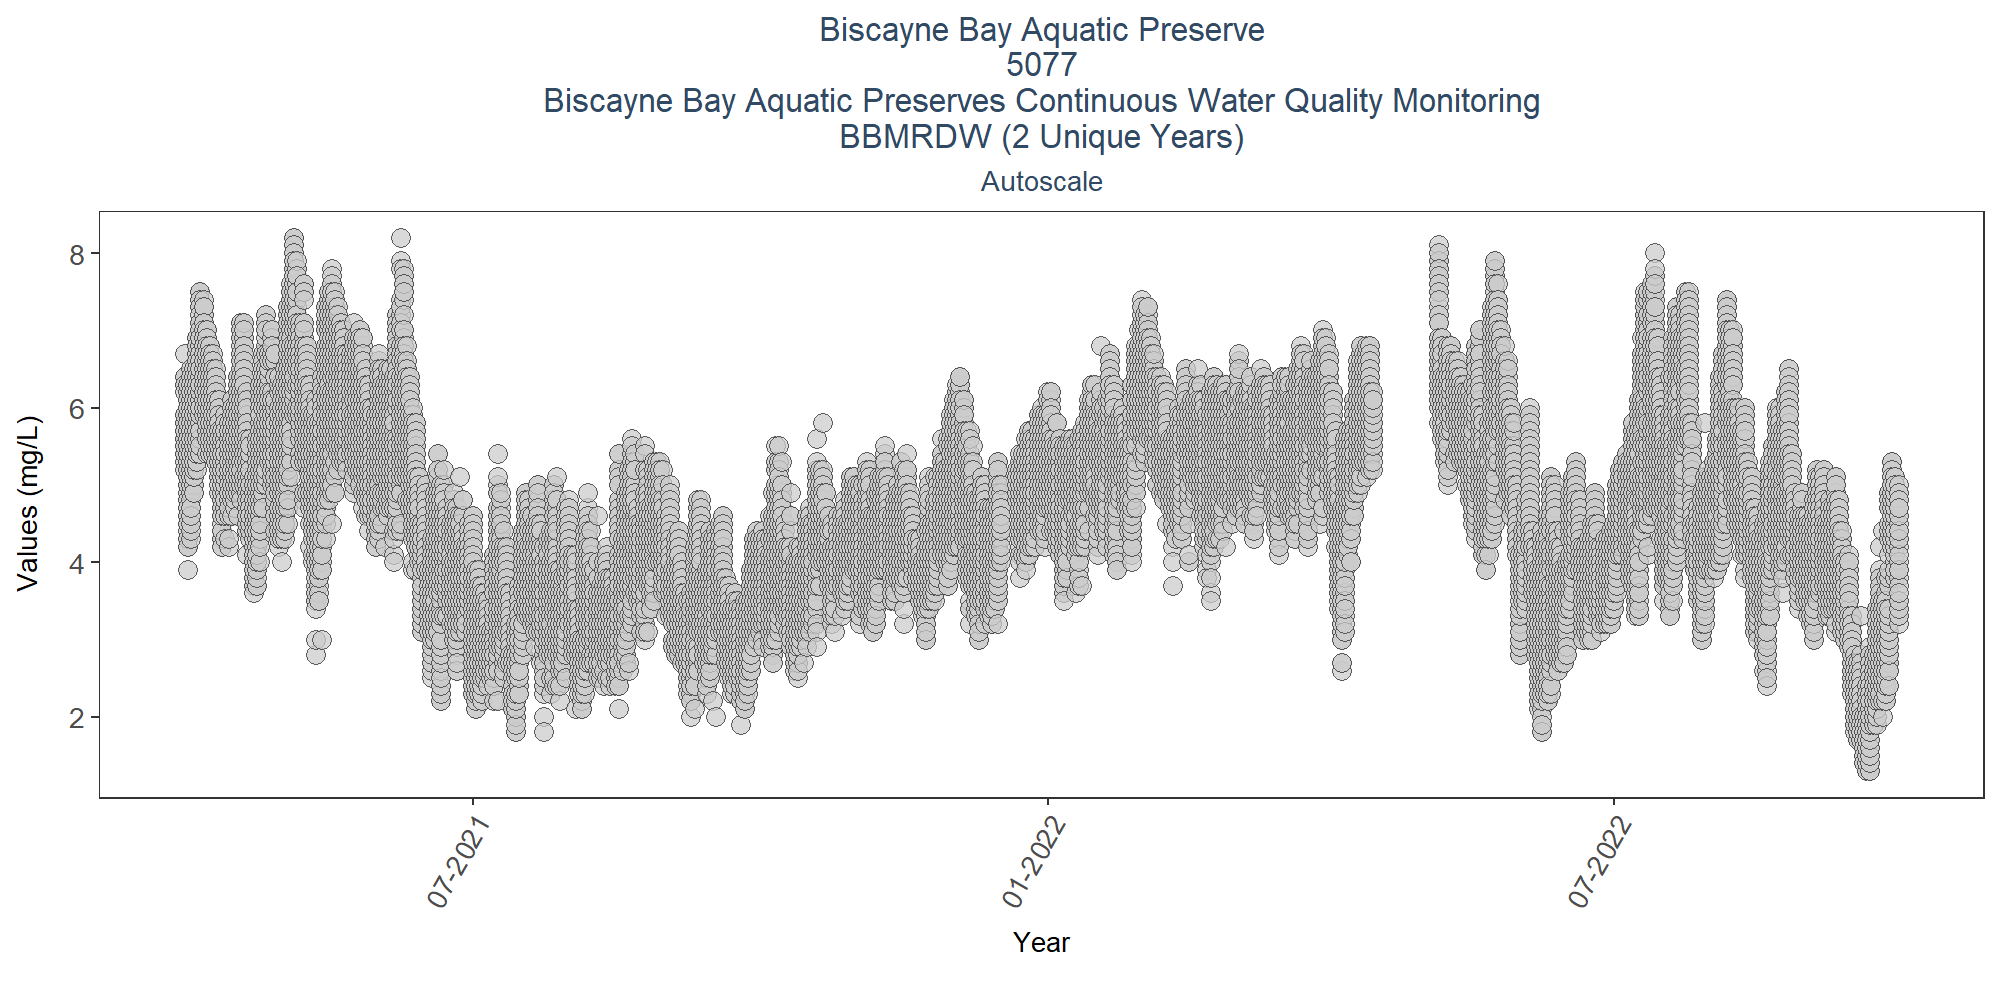 Biscayne Bay Aquatic Preserve
5077
Biscayne Bay Aquatic Preserves Continuous Water Quality Monitoring
BBMRDW (2 Unique Years)
Autoscale
Values (mg/L)
8
6
4
2
07-2021
01-2022
07-2022
Year